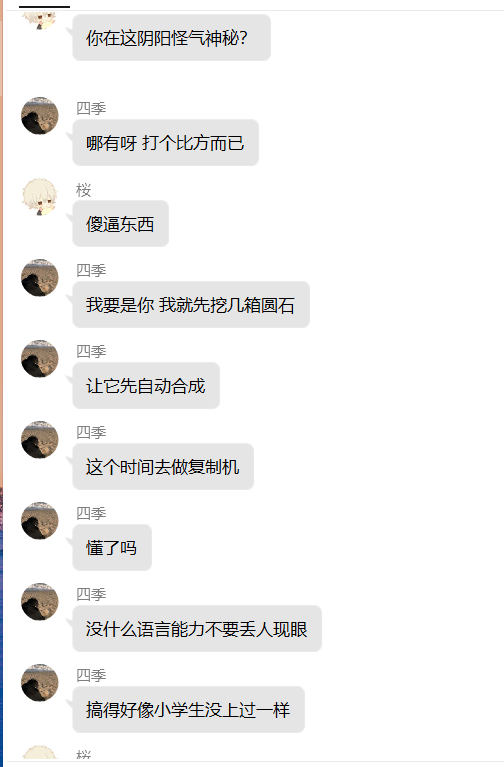 你在这阴阳怪气神秘?
四季
哪有呀 打个比方而已
桜
傻逼东西
四季
我要是你 我就先挖几箱圆石
四季
让它先自动合成
四季
这个时间去做复制机
四季
懂了吗
四季
没什么语言能力不要丢人现眼
四季
搞得好像小学生没上过一样
桜